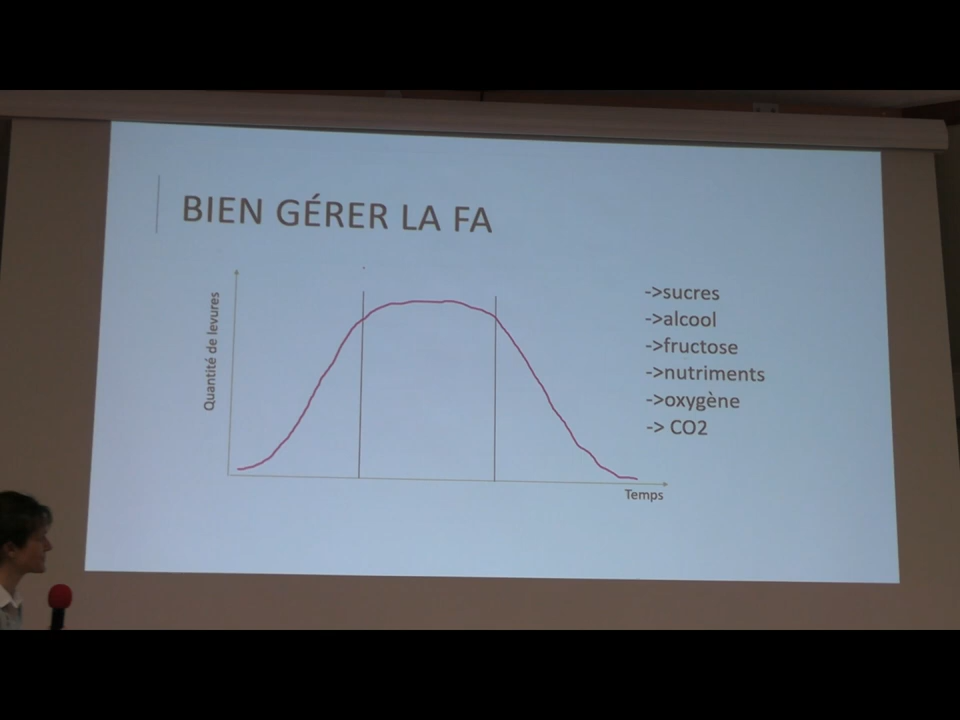 BIEN GÉRER LA FA
Quantité de levures
->sucres
->alcool
->fructose
->nutriments
->oxygène
-> CO2
Temps